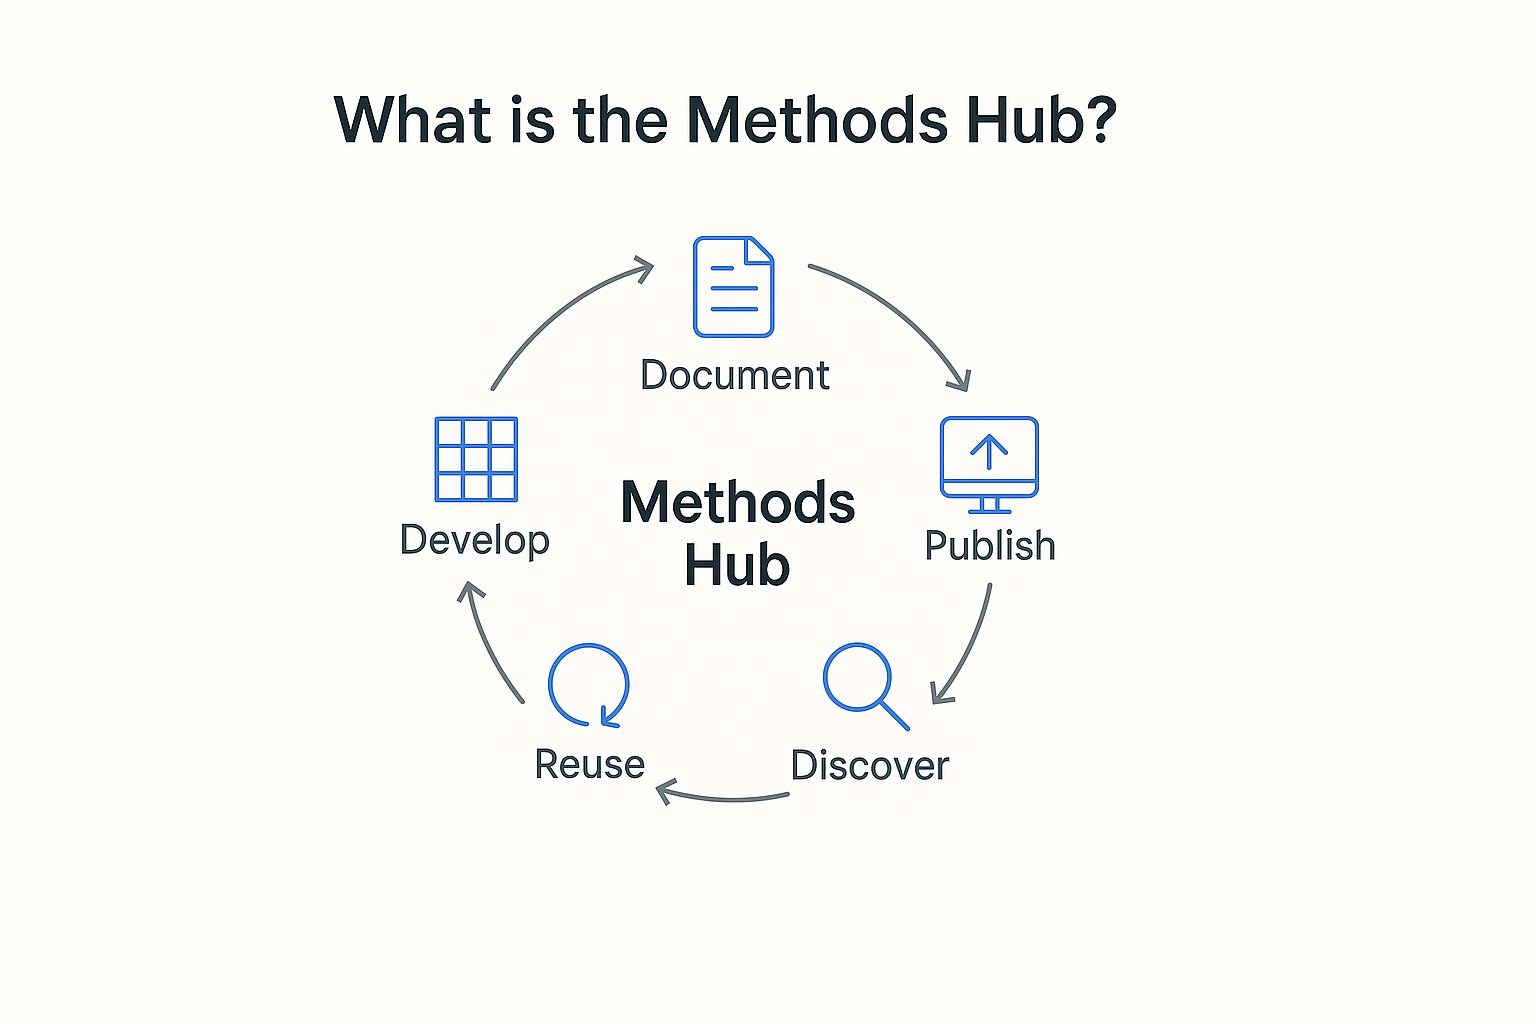 What is the Methods Hub?
Document
Develop
Methods
Hub
Publish
Reuse
Discover